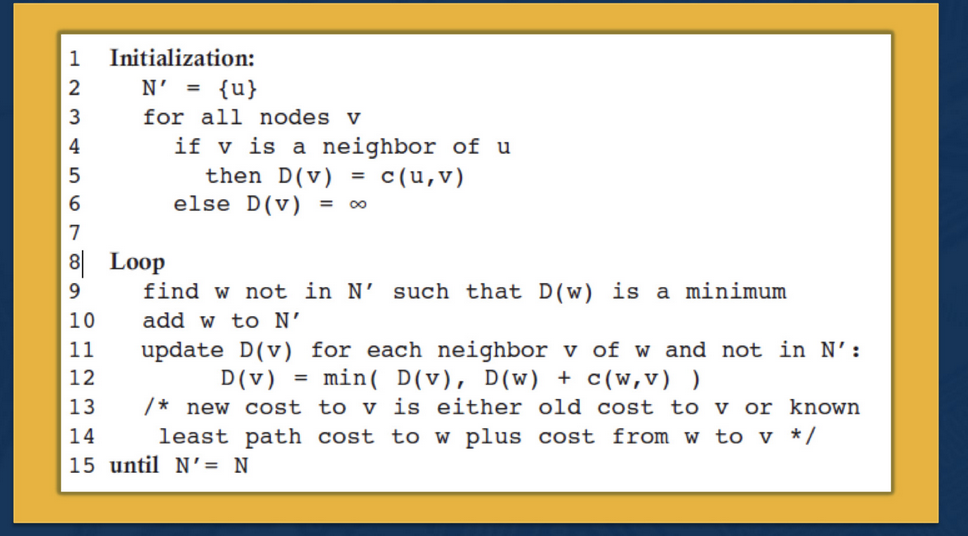 1 Initialization:
2 N′ = {u}
3 for all nodes v
4 if v is a neighbor of u
5 then D(v) = c(u,v)
6 else D(v) = ∞
7
8 Loop
9 find w not in N′ such that D(w) is a minimum
10 add w to N′
11 update D(v) for each neighbor v of w and not in N′:
12 D(v) = min( D(v), D(w) + c(w,v) )
13 /* new cost to v is either old cost to v or known
14 least path cost to w plus cost from w to v */
15 until N′= N